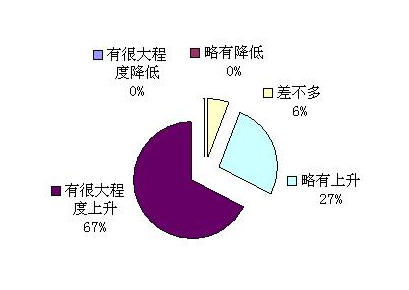 有很大程
度降低
0%
略有降低
0%
差不多
6%
略有上升
27%
有很大程
度上升
67%